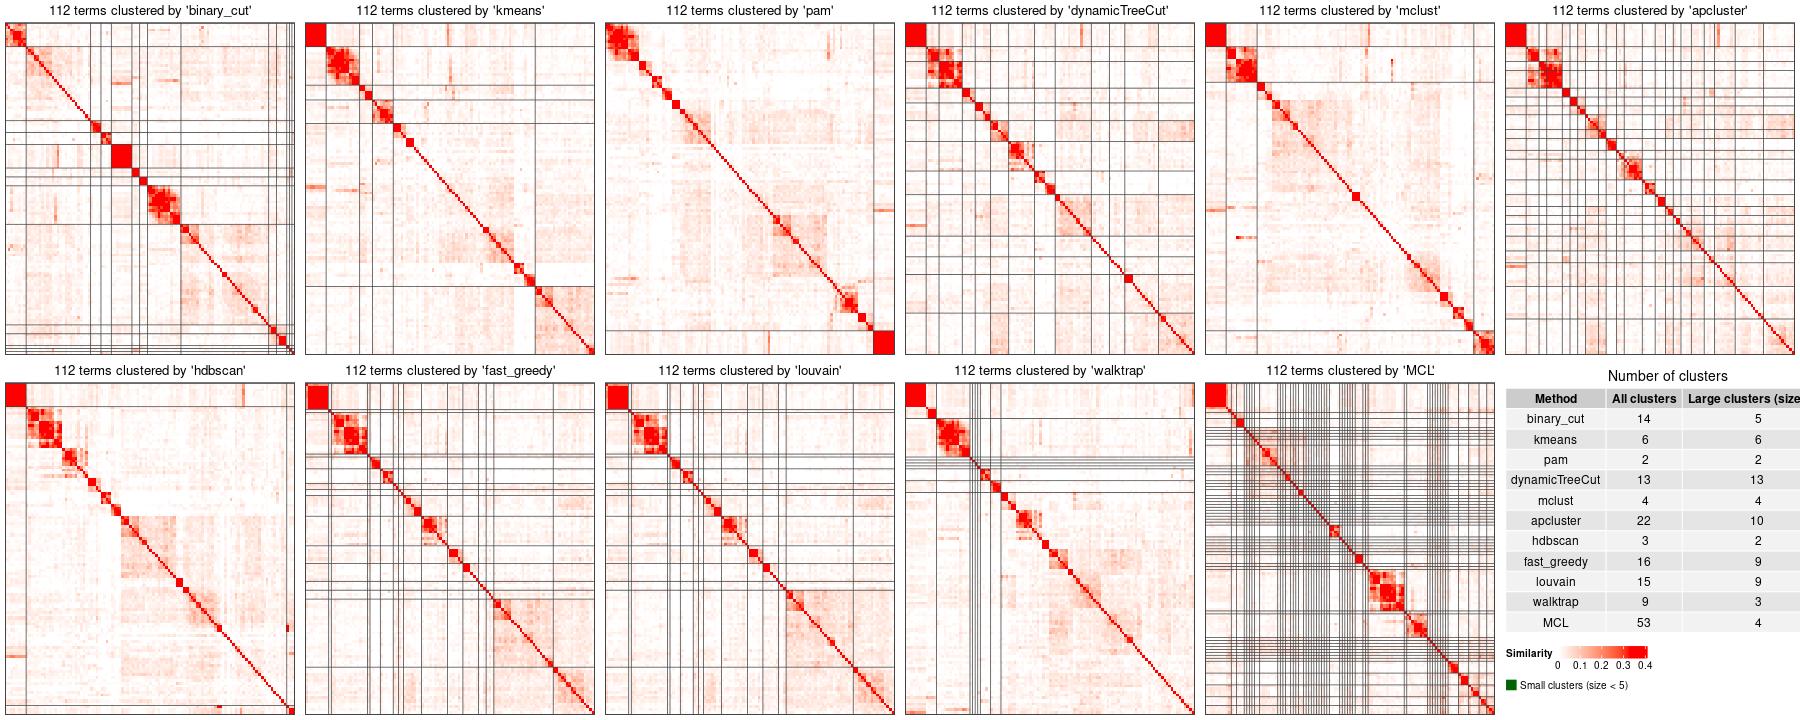 112 terms clustered by 'binary_cut'
112 terms clustered by 'kmeans'
112 terms clustered by 'pam'
112 terms clustered by 'dynamicTreeCut'
112 terms clustered by 'mclust'
112 terms clustered by 'apcluster'
112 terms clustered by 'hdbscan'
112 terms clustered by 'fast_greedy'
112 terms clustered by 'louvain'
112 terms clustered by 'walktrap'
112 terms clustered by 'MCL'
Number of clusters
Method All clusters Large clusters (size
binary_cut 14 5
kmeans 6 6
pam 2 2
dynamicTreeCut 13 13
mclust 4 4
apcluster 22 10
hdbscan 3 2
fast_greedy 16 9
louvain 15 9
walktrap 9 3
MCL 53 4
Similarity
0 0.1 0.2 0.3 0.4
Small clusters (size < 5)